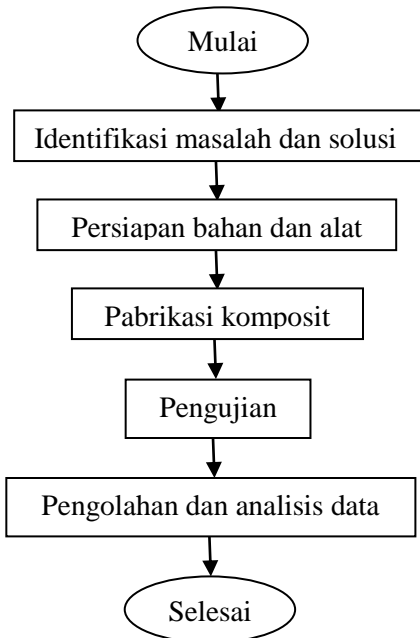 Mulai
Identifikasi masalah dan solusi
Persiapan bahan dan alat
Pabrikasi komposit
Pengujian
Pengolahan dan analisis data
Selesai